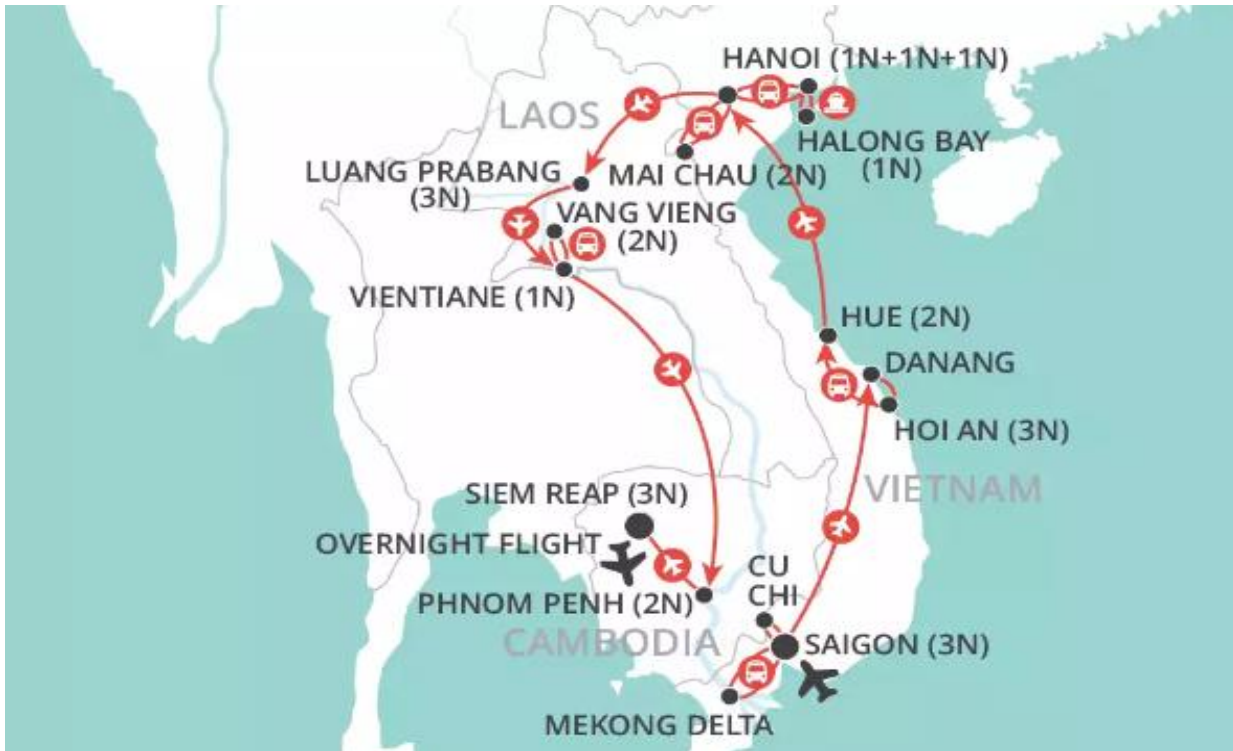 HANOI (1N+1N+1N)
LAOS
HALONG BAY
(1N)
LUANG PRABANG
(3N)
MAI CHAU (2N)
VANG VIENG
(2N)
VIENTIANE (1N)
HUE (2N)
DANANG
HOI AN (3N)
VIETNAM
SIEM REAP (3N)
OVERNIGHT FLIGHT
CU
CHI
PHNOM PENH (2N)
CAMBODIA
SAIGON (3N)
MEKONG DELTA